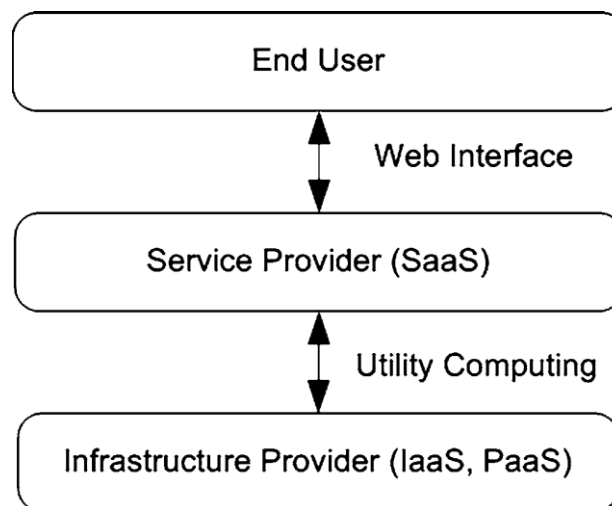 End User
Web Interface
Service Provider (SaaS)
Utility Computing
Infrastructure Provider (IaaS, PaaS)